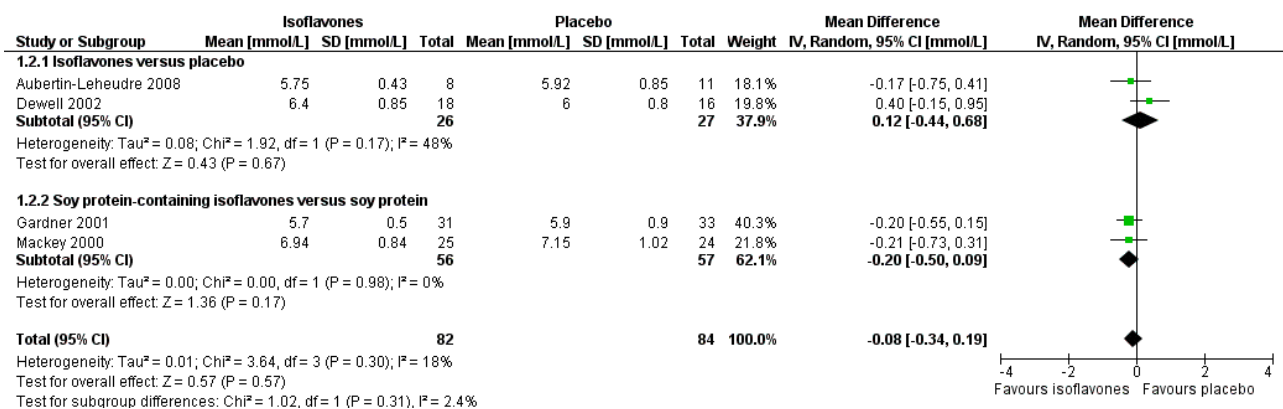 Isoflavones Placebo Mean Difference Mean Difference
Study or Subgroup Mean [mmol/L] SD [mmol/L] Total Mean [mmol/L] SD [mmol/L] Total Weight IV, Random, 95% CI [mmol/L] IV, Random, 95% CI [mmol/L]
1.2.1 Isoflavones versus placebo
Aubertin-Leheudre 2008 5.75 0.43 8 5.92 0.85 11 18.1% -0.17 [-0.75, 0.41]
Dewell 2002 6.4 0.85 18 6 0.8 16 19.8% 0.40 [-0.15, 0.95]
Subtotal (95% CI) 26 27 37.9% 0.12 [-0.44, 0.68]
Heterogeneity: Tau² = 0.08; Chi² = 1.92, df = 1 (P = 0.17); I² = 48%
Test for overall effect: Z = 0.43 (P = 0.67)
1.2.2 Soy protein-containing isoflavones versus soy protein
Gardner 2001 5.7 0.5 31 5.9 0.9 33 40.3% -0.20 [-0.55, 0.15]
Mackey 2000 6.94 0.84 25 7.15 1.02 24 21.8% -0.21 [-0.73, 0.31]
Subtotal (95% CI) 56 57 62.1% -0.20 [-0.50, 0.09]
Heterogeneity: Tau² = 0.00; Chi² = 0.00, df = 1 (P = 0.98); I² = 0%
Test for overall effect: Z = 1.36 (P = 0.17)
Total (95% CI) 82 84 100.0% -0.08 [-0.34, 0.19]
Heterogeneity: Tau² = 0.01; Chi² = 3.64, df = 3 (P = 0.30); I² = 18%
Test for overall effect: Z = 0.57 (P = 0.57)
Test for subgroup differences: Chi² = 1.02, df = 1 (P = 0.31), I² = 2.4%
-4 -2 0 2 4
Favours isoflavones Favours placebo